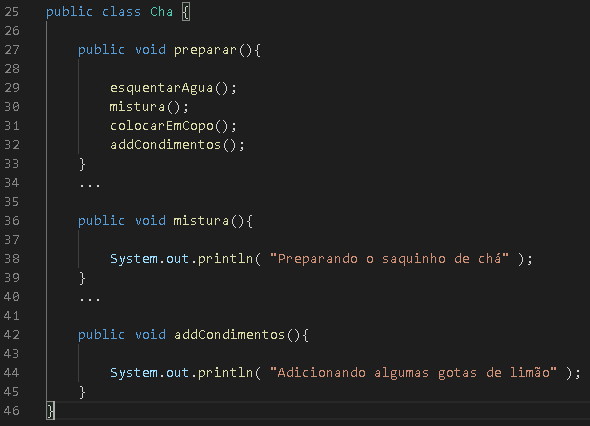 25 public class Cha {
26
27 public void preparar(){
28
29 esquentarAgua();
30 mistura();
31 colocarEmCopo();
32 addCondimentos();
33 }
34 ...
35
36 public void mistura(){
37
38 System.out.println( "Preparando o saquinho de chá" );
39 }
40 ...
41
42 public void addCondimentos(){
43
44 System.out.println( "Adicionando algumas gotas de limão" );
45 }
46 }